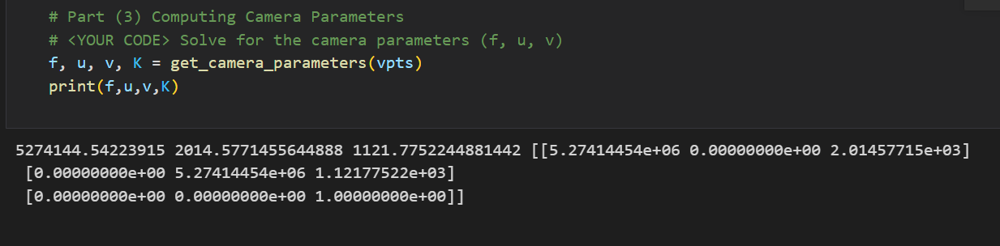 # Part (3) Computing Camera Parameters
# <YOUR CODE> Solve for the camera parameters (f, u, v)
f, u, v, K = get_camera_parameters(vpts)
print(f,u,v,K)
5274144.54223915 2014.5771455644888 1121.7752244881442 [[5.27414454e+06 0.00000000e+00 2.01457715e+03]
[0.00000000e+00 5.27414454e+06 1.12177522e+03]
[0.00000000e+00 0.00000000e+00 1.00000000e+00]]